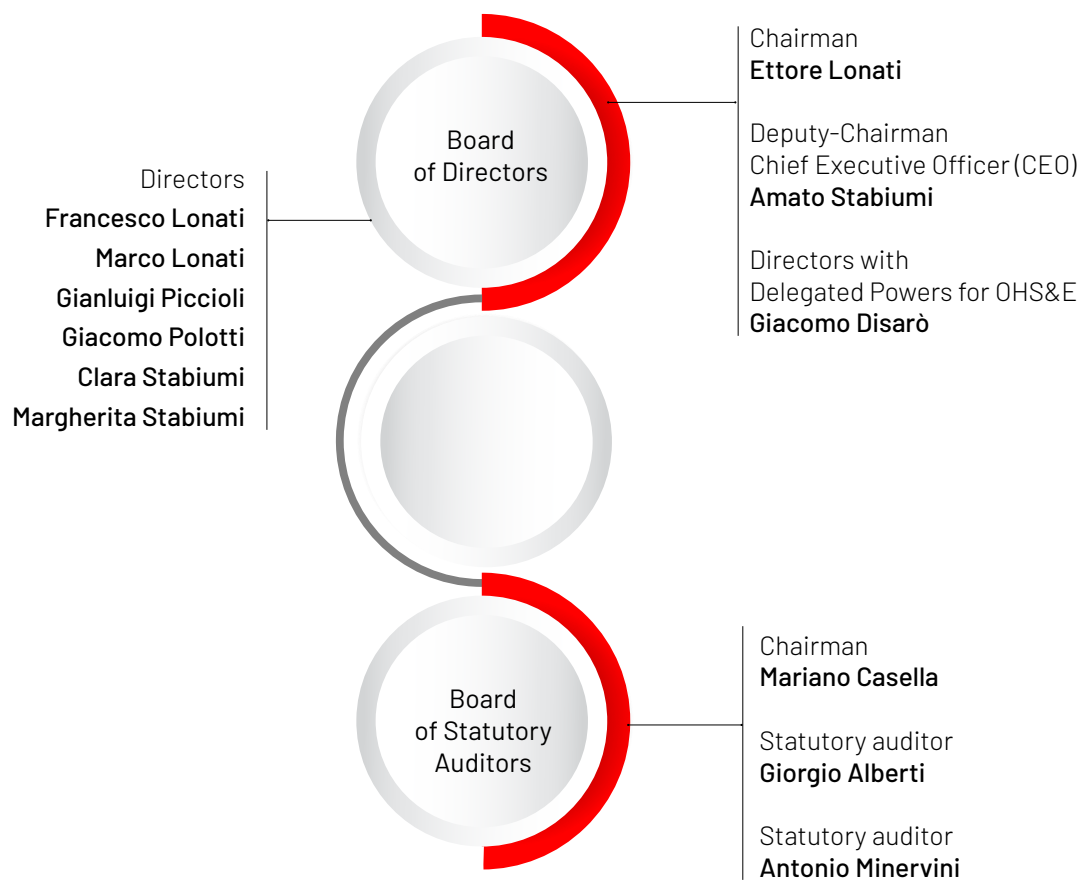 Board
of Directors
Chairman
Ettore Lonati
Deputy-Chairman
Chief Executive Officer (CEO)
Amato Stabiumi
Directors with
Delegated Powers for OHS&E
Giacomo Disarò
Directors
Francesco Lonati
Marco Lonati
Gianluigi Piccioli
Giacomo Polotti
Clara Stabiumi
Margherita Stabiumi
Board
of Statutory
Auditors
Chairman
Mariano Casella
Statutory auditor
Giorgio Alberti
Statutory auditor
Antonio Minervini